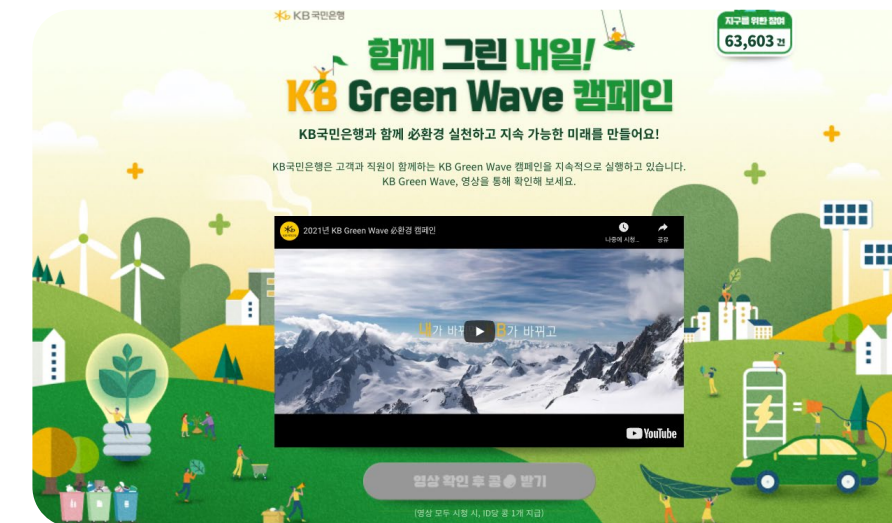 KB 국민은행
지구를 위한 참여
63,603 건
함께 그린 내일!
KB Green Wave 캠페인
KB국민은행과 함께 必환경 실천하고 지속 가능한 미래를 만들어요!
KB국민은행은 고객과 직원이 함께하는 KB Green Wave 캠페인을 지속적으로 실행하고 있습니다.
KB Green Wave, 영상을 통해 확인해 보세요.
2021년 KB Green Wave 必환경 캠페인
나중에 시청...
공유
내가 바뀌
가 바뀌고
YouTube
영상 확인 후 콩 받기
(영상 모두 시청 시, ID당 콩 1개 지급)